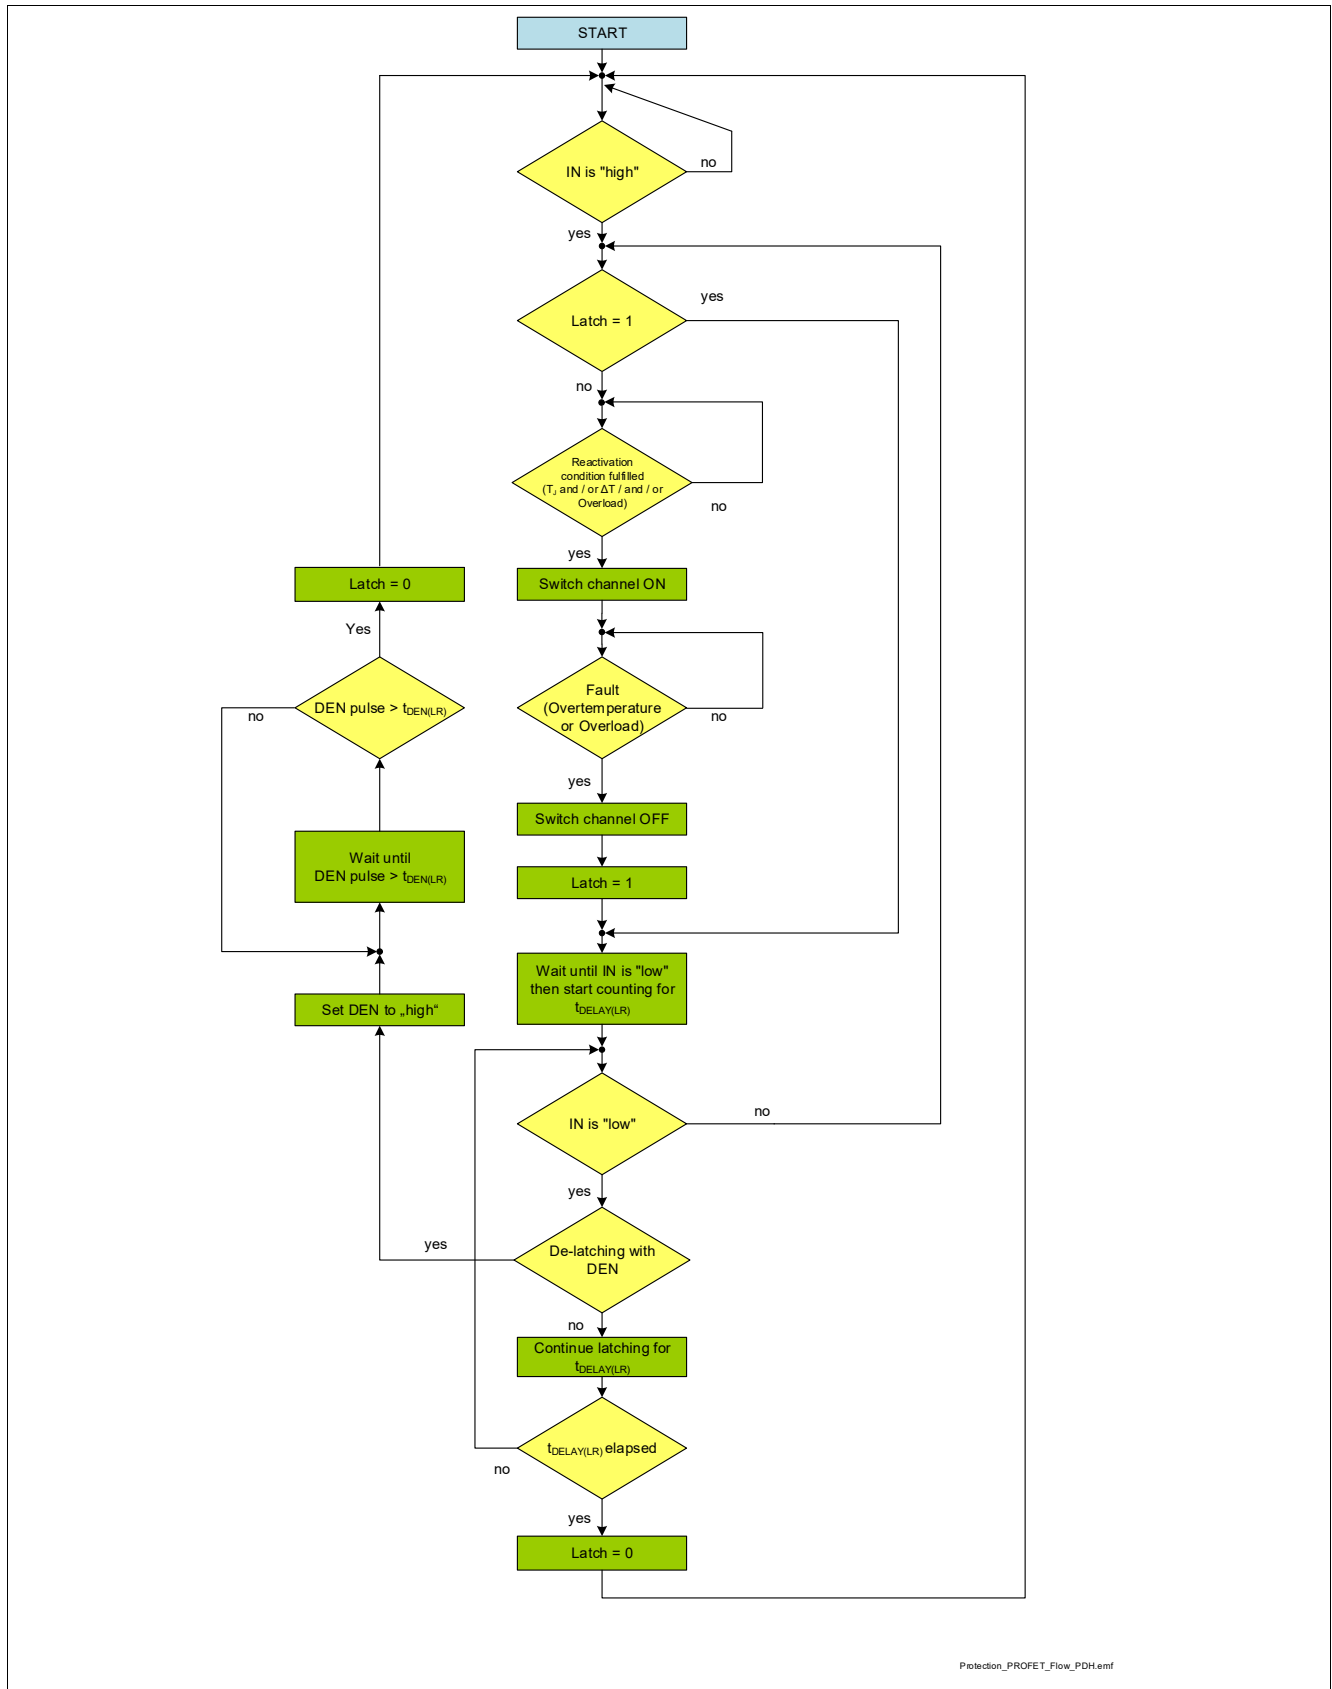 START
IN is "high"
no
yes
Latch = 1
yes
no
Reactivation
condition fulfilled
(TJ and / or ΔT / and / or
Overload)
no
yes
Switch channel ON
Latch = 0
Yes
DEN pulse > tDEN(LR)
no
Fault
(Overtemperature
or Overload)
no
yes
Switch channel OFF
Wait until
DEN pulse > tDEN(LR)
Latch = 1
Set DEN to „high“
Wait until IN is "low"
then start counting for
tDELAY(LR)
IN is "low"
no
yes
De-latching with
DEN
yes
no
Continue latching for
tDELAY(LR)
tDELAY(LR) elapsed
no
yes
Latch = 0
Protection_PROFET_Flow_PDH.emf